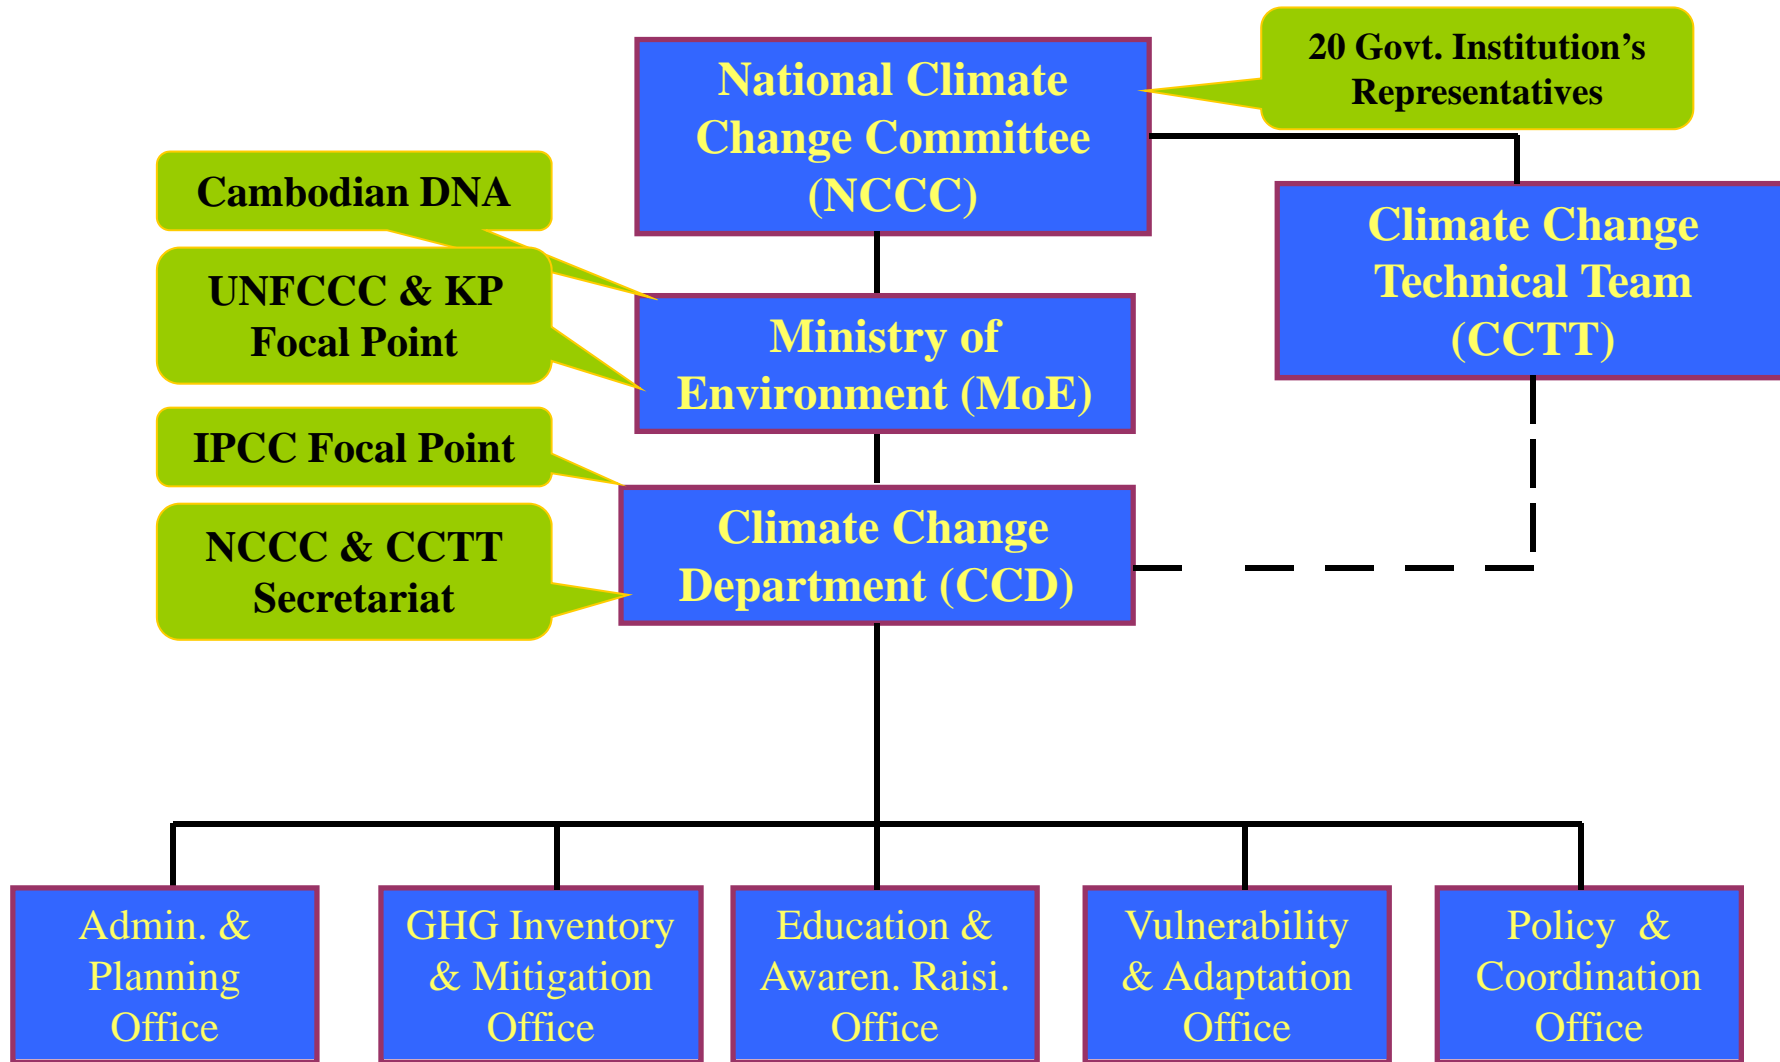 20 Govt. Institution’s
Representatives
National Climate
Change Committee
(NCCC)
Cambodian DNA
Climate Change
Technical Team
(CCTT)
UNFCCC & KP
Focal Point
Ministry of
Environment (MoE)
IPCC Focal Point
NCCC & CCTT
Secretariat
Climate Change
Department (CCD)
Admin. &
Planning
Office
GHG Inventory
& Mitigation
Office
Education &
Awaren. Raisi.
Office
Vulnerability
& Adaptation
Office
Policy &
Coordination
Office